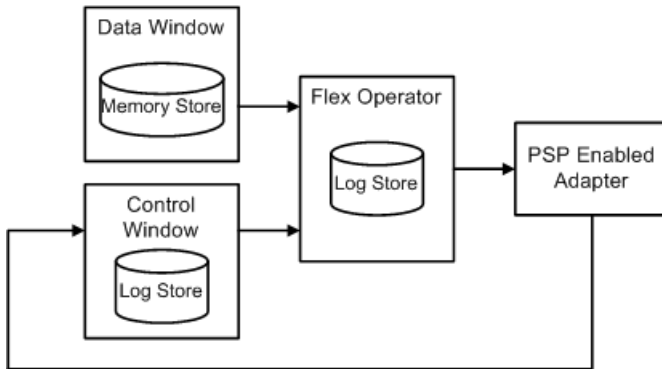 Data Window
Memory Store
Flex Operator
Log Store
PSP Enabled
Adapter
Control
Window
Log Store